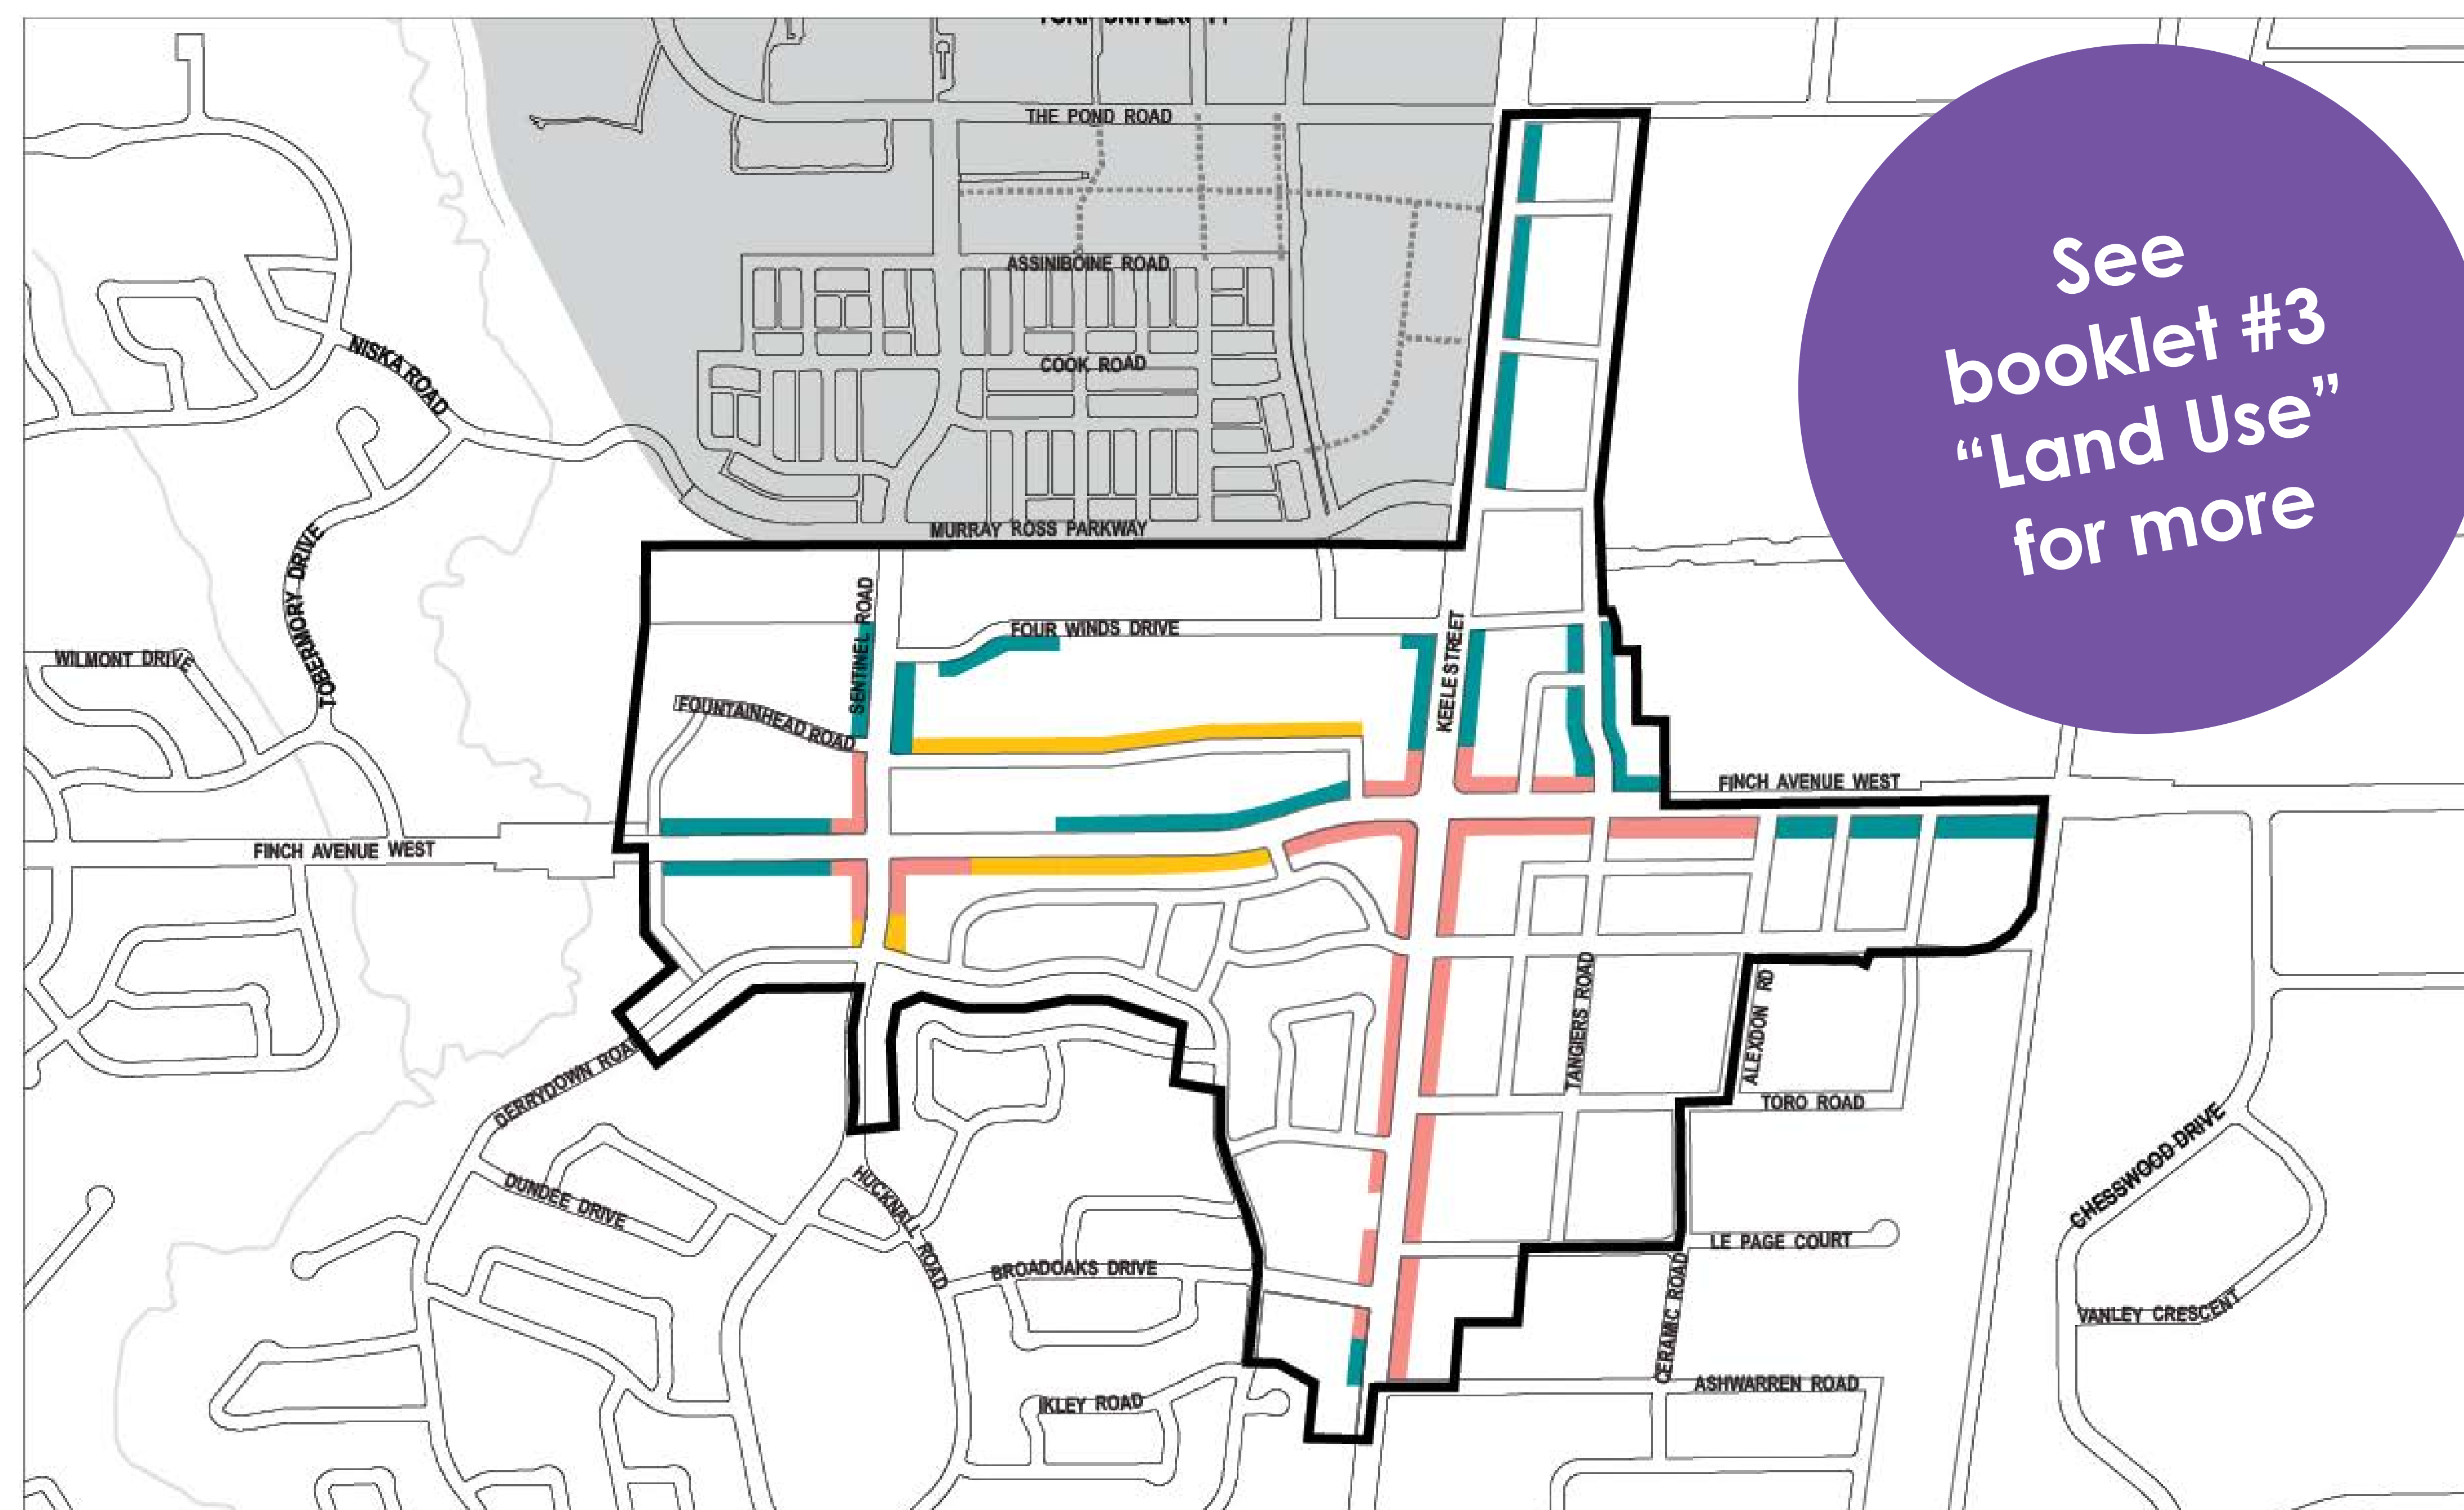 THE POND ROAD
ASSINIBOINE ROAD
NISKA ROAD
COOK ROAD
MURRAY ROSS PARKWAY
See
booklet #3
“Land Use”
for more
TOBERMORY DRIVE
SENTINEL ROAD
FOUR WINDS DRIVE
KEELE STREET
WILMONT DRIVE
FOUNTAINHEAD ROAD
FINCH AVENUE WEST
FINCH AVENUE WEST
TANGIERS ROAD
ALEXDON RD
DERRYDOWN ROAD
TORO ROAD
CHESSWOOD DRIVE
DUNDEE DRIVE
HUCKNALL ROAD
LE PAGE COURT
BROADOAKS DRIVE
CERAMIC ROAD
VANLEY CRESCENT
ASHWARREN ROAD
IKLEY ROAD